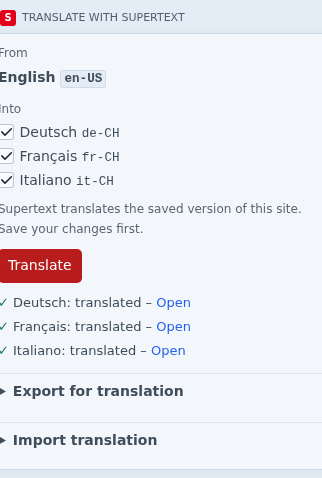 S TRANSLATE WITH SUPERTEXT
From
English en-US
Into
Deutsch de-CH
Français fr-CH
Italiano it-CH
Supertext translates the saved version of this site.
Save your changes first.
Translate
✓ Deutsch: translated – Open
✓ Français: translated – Open
✓ Italiano: translated – Open
Export for translation
Import translation